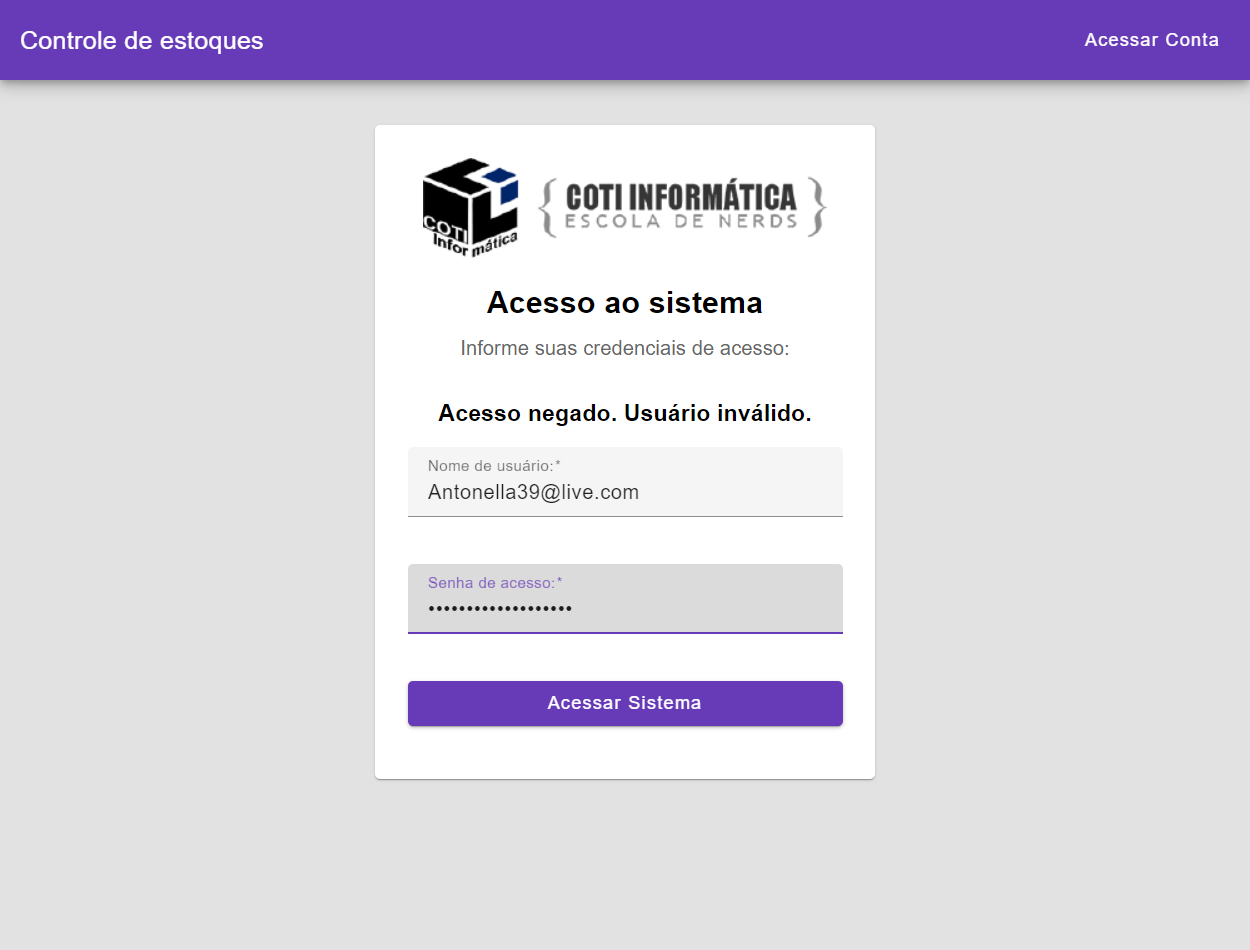 Controle de estoques
Acessar Conta
COTI
Informática
{ COTI INFORMÁTICA
ESCOLA DE NERDS }
Acesso ao sistema
Informe suas credenciais de acesso:
Acesso negado. Usuário inválido.
Nome de usuário:*
Antonella39@live.com
Senha de acesso:*
•••••••••••••••••••
Acessar Sistema